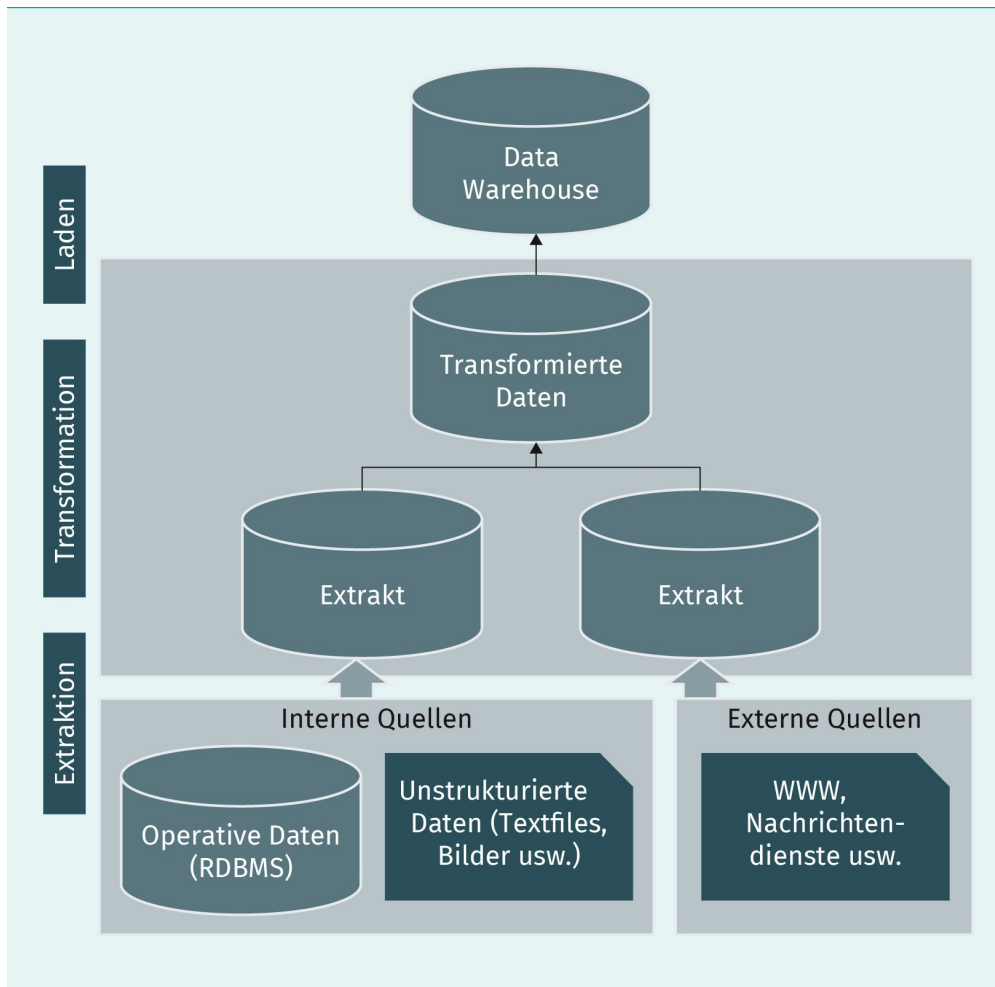 Data
Warehouse
Laden
Transformierte
Daten
Transformation
Extrakt
Extrakt
Extraktion
Interne Quellen
Operative Daten
(RDBMS)
Unstrukturierte
Daten (Textfiles,
Bilder usw.)
Externe Quellen
WWW,
Nachrichten-
dienste usw.